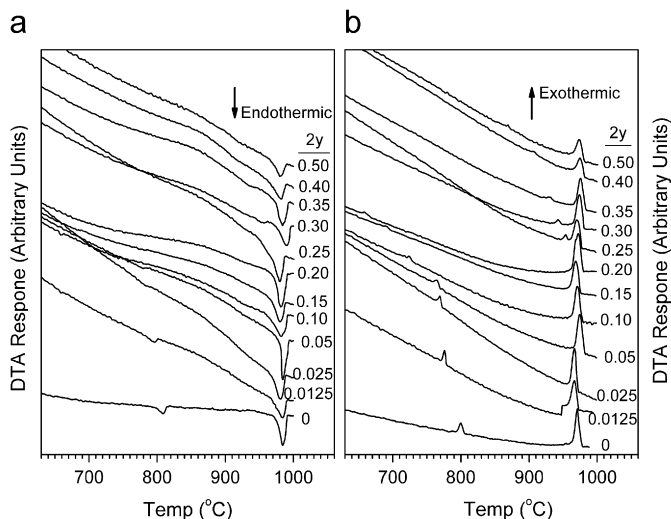 a
b
DTA Respone (Arbitrary Units)
Endothermic
2y
0.50
0.40
0.35
0.30
0.25
0.20
0.15
0.10
0.05
0.025
0.0125
0
700 800 900 1000
Temp (°C)
Exothermic
2y
0.50
0.40
0.35
0.30
0.25
0.20
0.15
0.10
0.05
0.025
0.0125
0
700 800 900 1000
Temp (°C)
DTA Respone (Arbitrary Units)